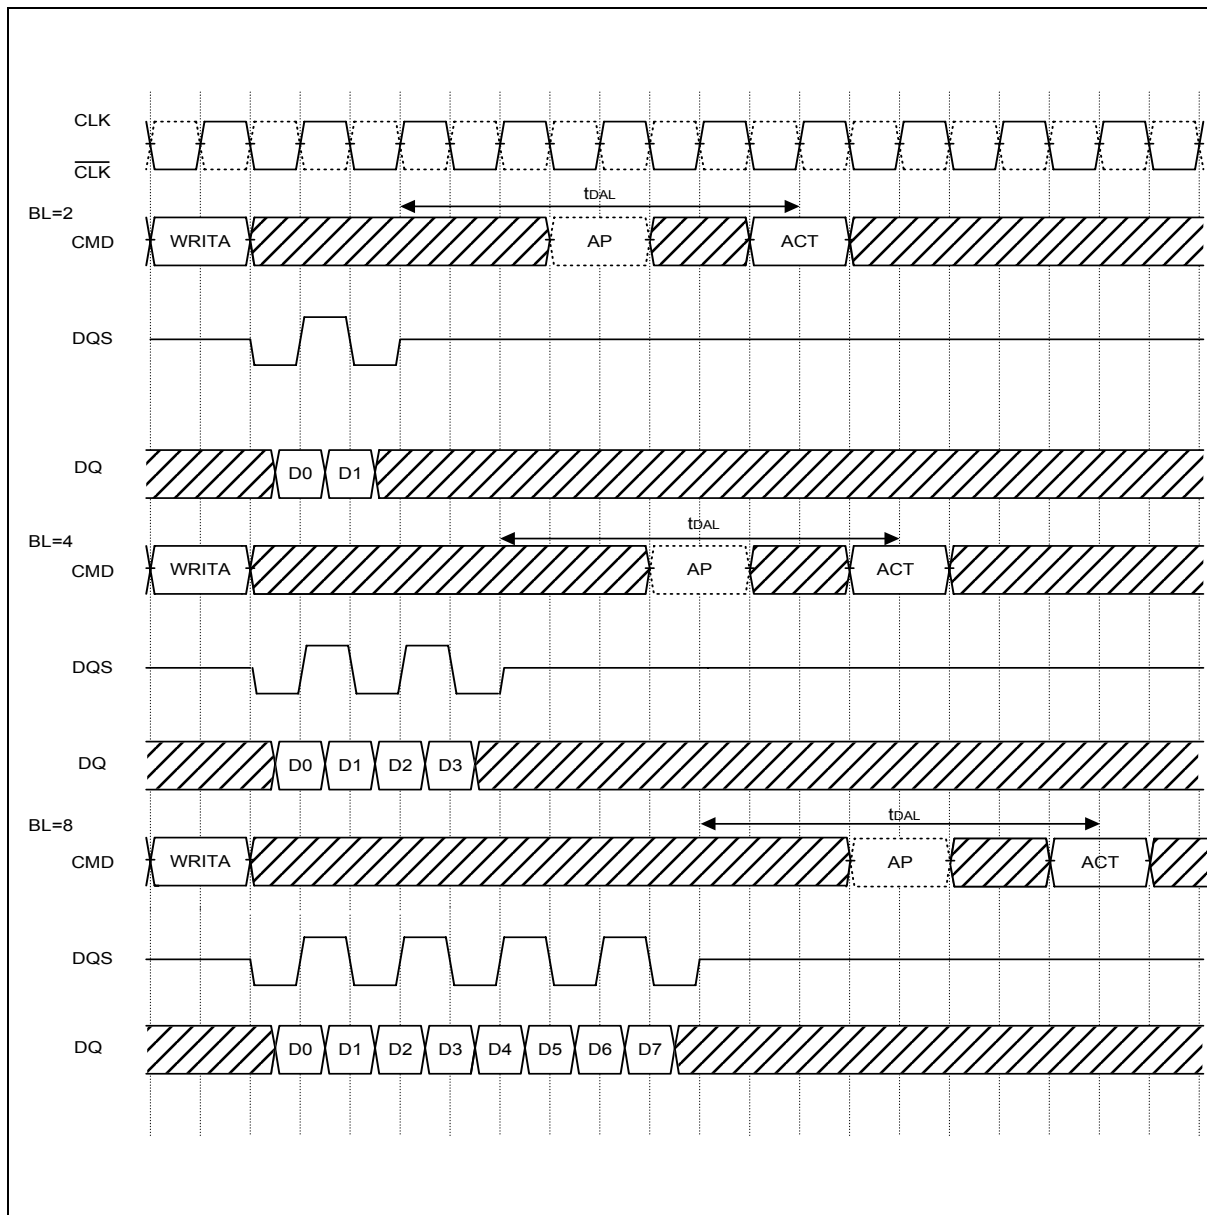 CLK
CLK
tDAL
BL=2
CMD WRITA AP ACT
DQS
DQ D0 D1
tDAL
BL=4
CMD WRITA AP ACT
DQS
DQ D0 D1 D2 D3
tDAL
BL=8
CMD WRITA AP ACT
DQS
DQ D0 D1 D2 D3 D4 D5 D6 D7